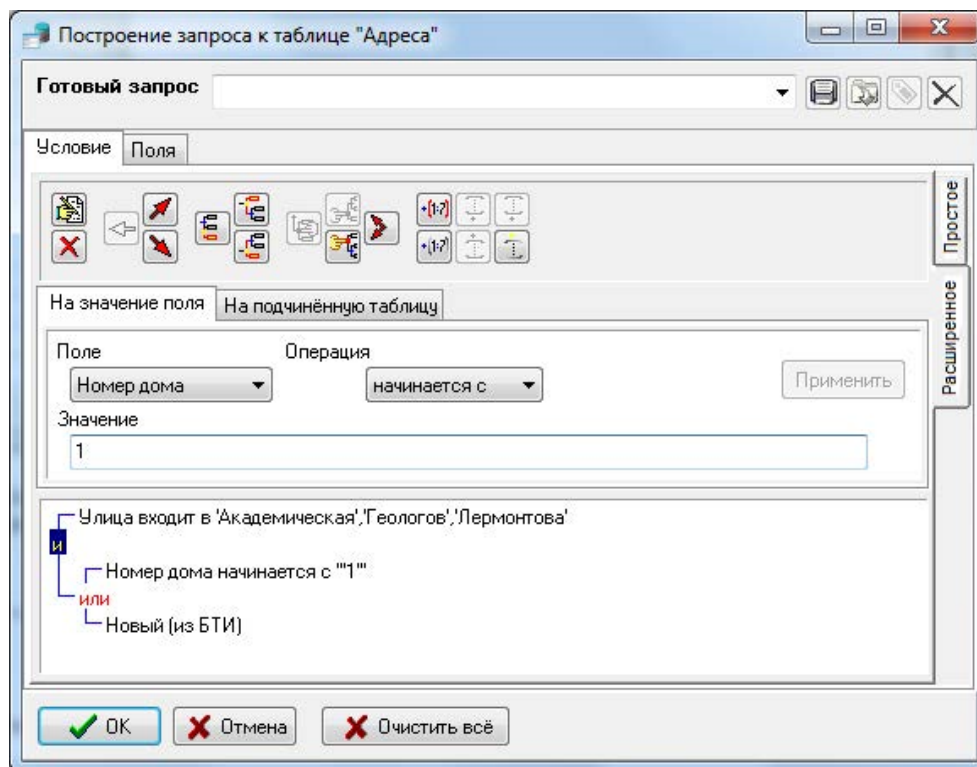 Построение запроса к таблице "Адреса"
Готовый запрос
Условие Поля
Простое
Расширенное
+(1:?)
+(1:?)
На значение поля На подчинённую таблицу
Поле Операция
Номер дома начинается с Применить
Значение
1
Улица входит в 'Академическая','Геологов','Лермонтова'
и
Номер дома начинается с '"1"'
или
Новый (из БТИ)
OK Отмена Очистить всё